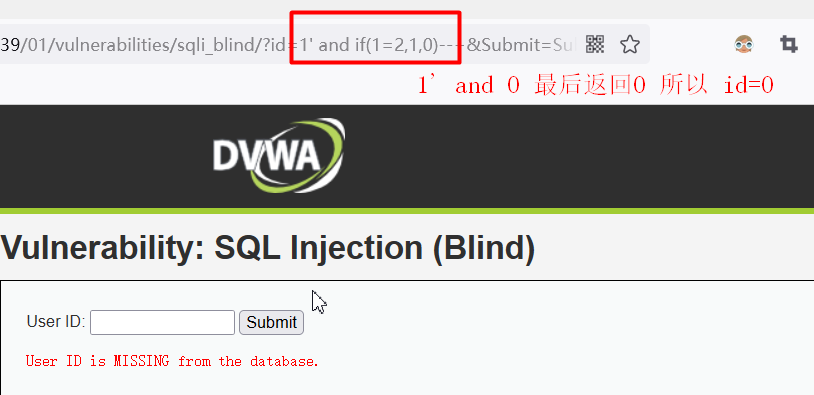 39/01/vulnerabilities/sqli_blind/?id=1' and if(1=2,1,0)-- -&Submit=Su
1' and 0 最后返回0 所以 id=0
DVWA
Vulnerability: SQL Injection (Blind)
User ID: Submit
User ID is MISSING from the database.